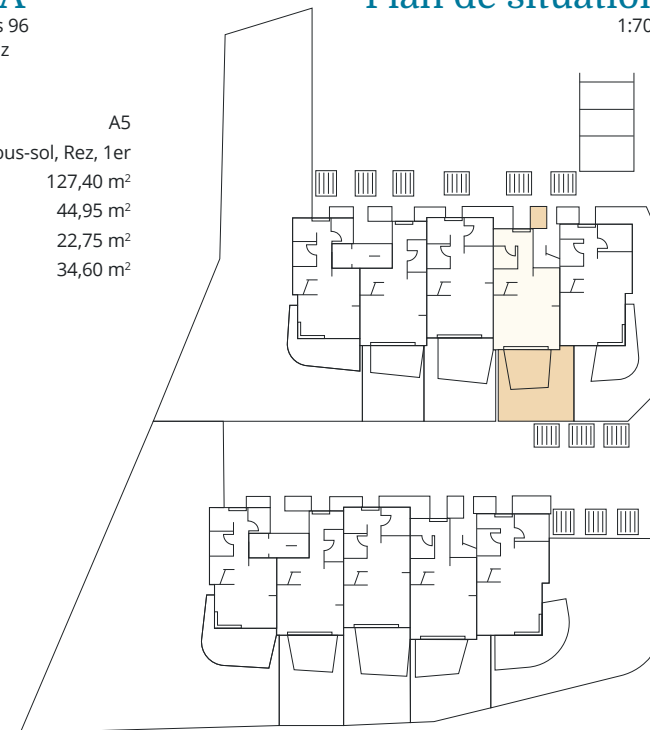 A
Plan de situation
s 96
1:70
z
A5
ous-sol, Rez, 1er
127,40 m²
44,95 m²
22,75 m²
34,60 m²